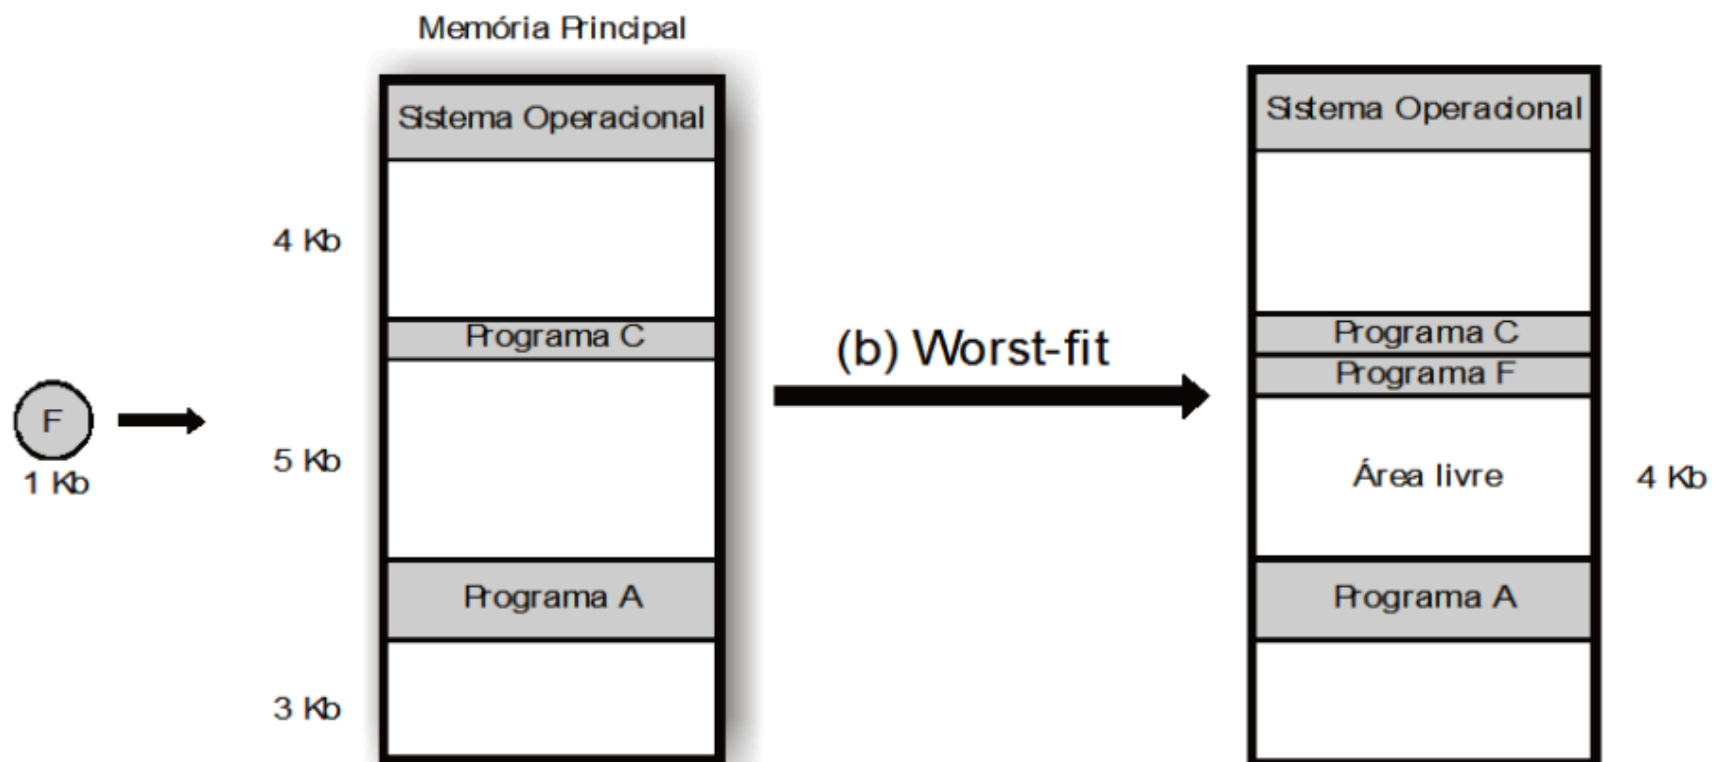 Memória Principal
Sistema Operacional
4 Kb
Programa C
F
1 Kb
5 Kb
Programa A
3 Kb
(b) Worst-fit
Sistema Operacional
Programa C
Programa F
Área livre
4 Kb
Programa A